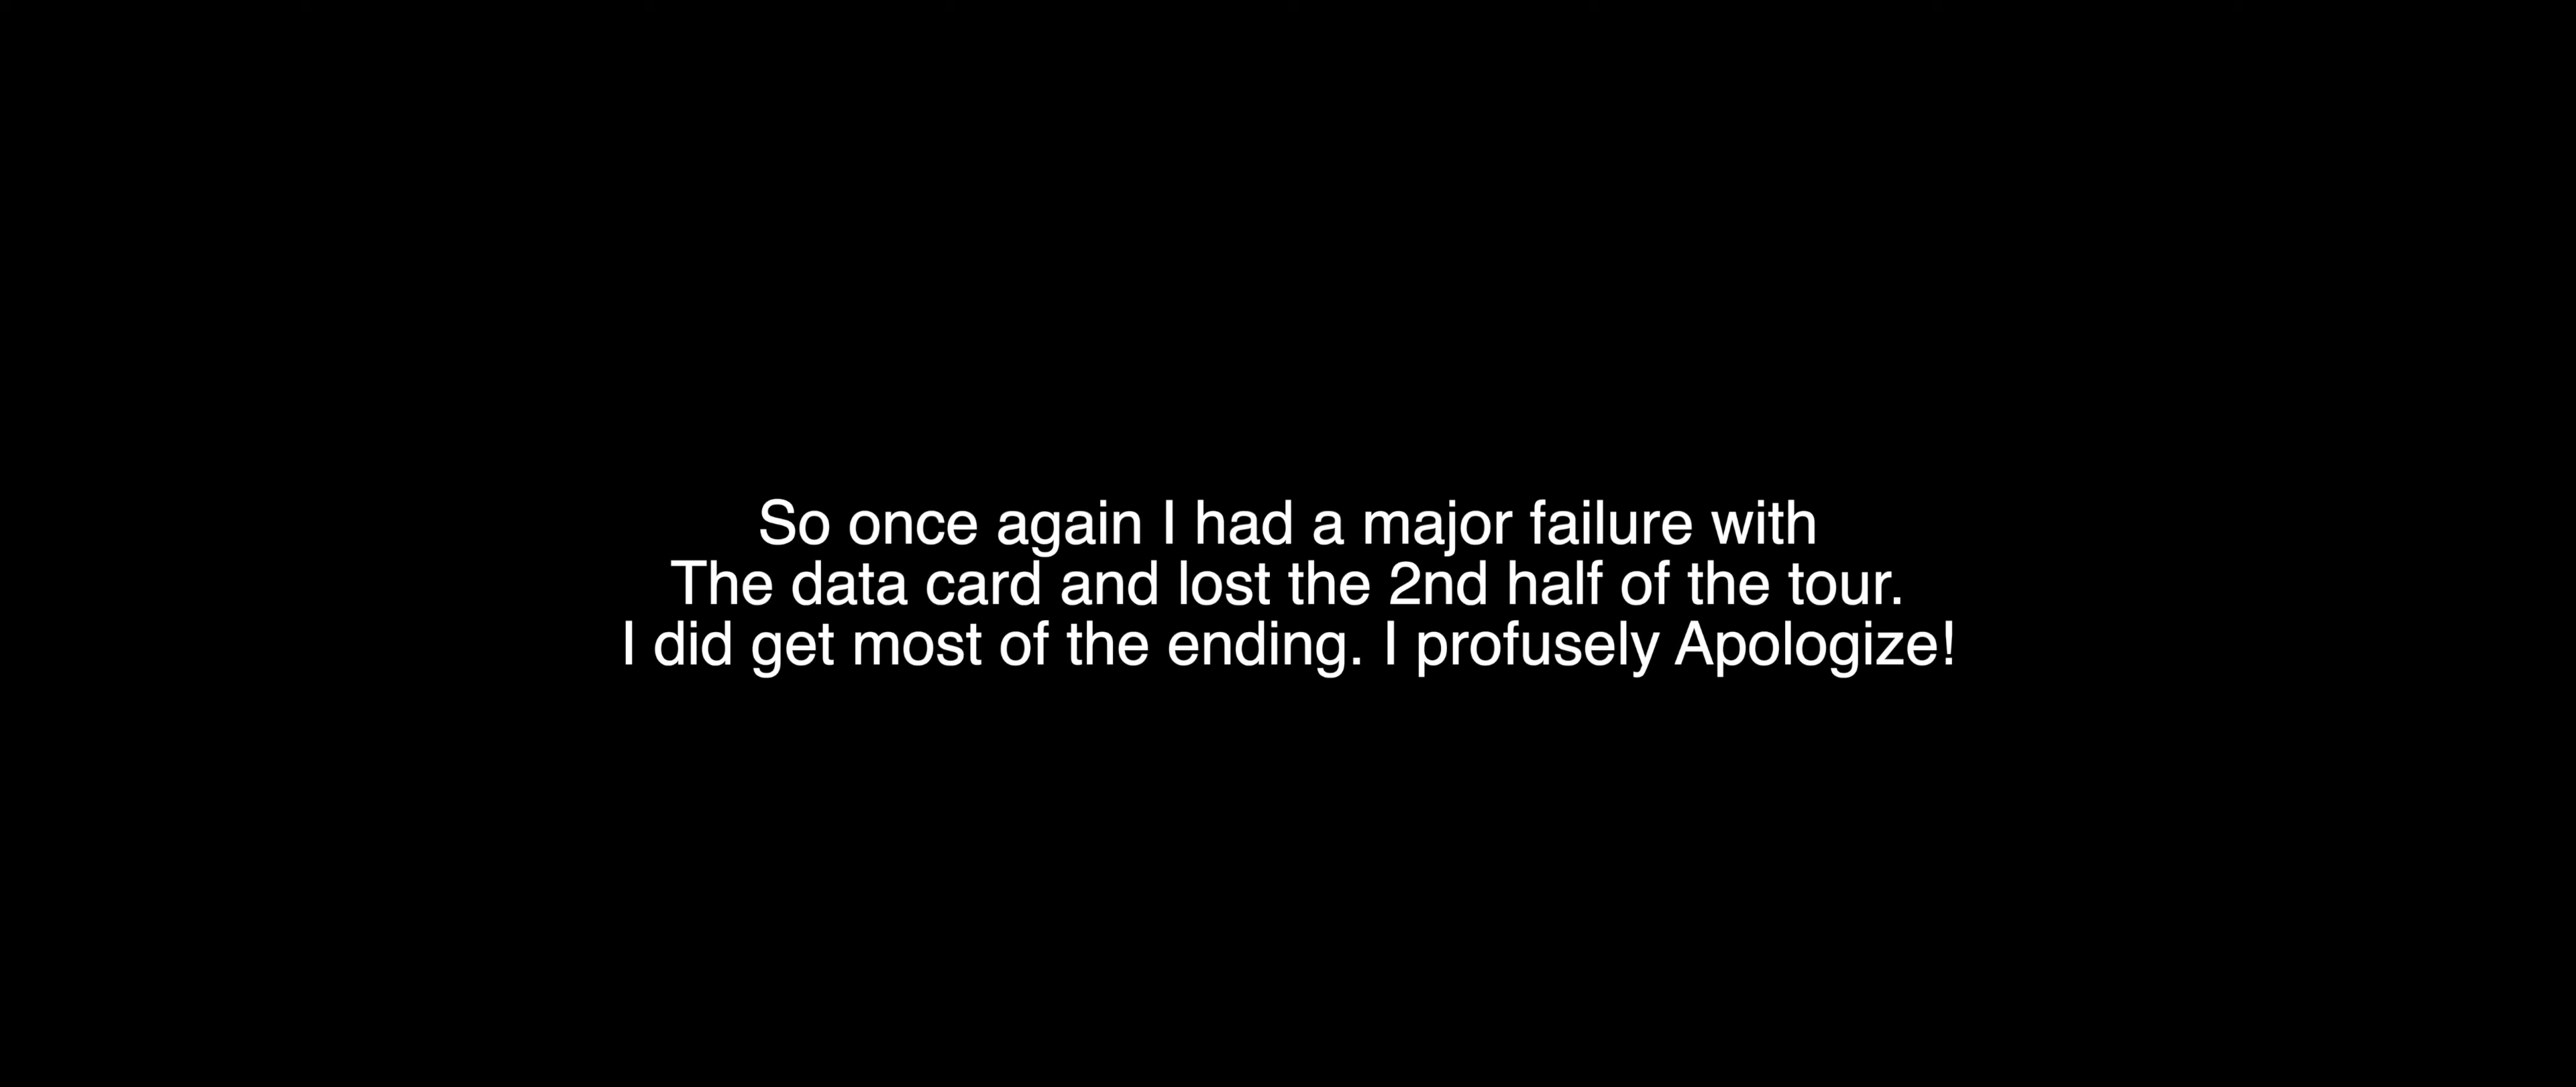 So once again I had a major failure with
The data card and lost the 2nd half of the tour.
I did get most of the ending. I profusely Apologize!